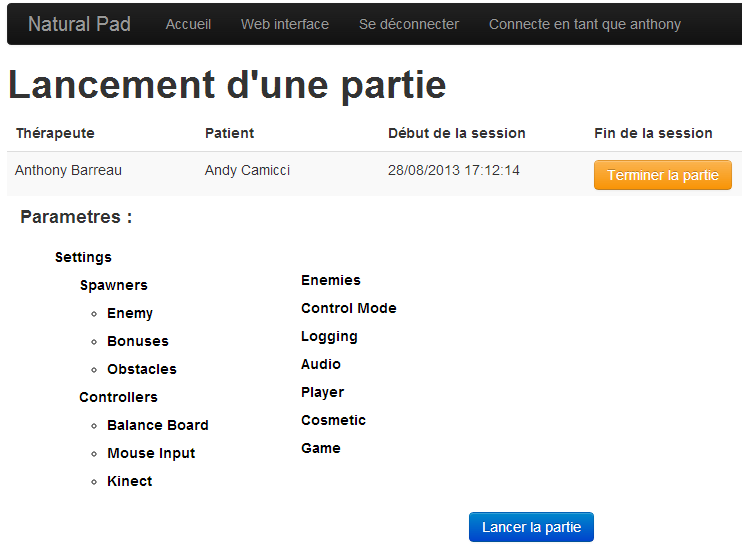 Natural Pad Accueil Web interface Se déconnecter Connecte en tant que anthony
Lancement d'une partie
Thérapeute Patient Début de la session Fin de la session
Anthony Barreau Andy Camicci 28/08/2013 17:12:14 Terminer la partie
Parametres :
Settings
Spawners
Enemy
Bonuses
Obstacles
Controllers
Balance Board
Mouse Input
Kinect
Enemies
Control Mode
Logging
Audio
Player
Cosmetic
Game
Lancer la partie